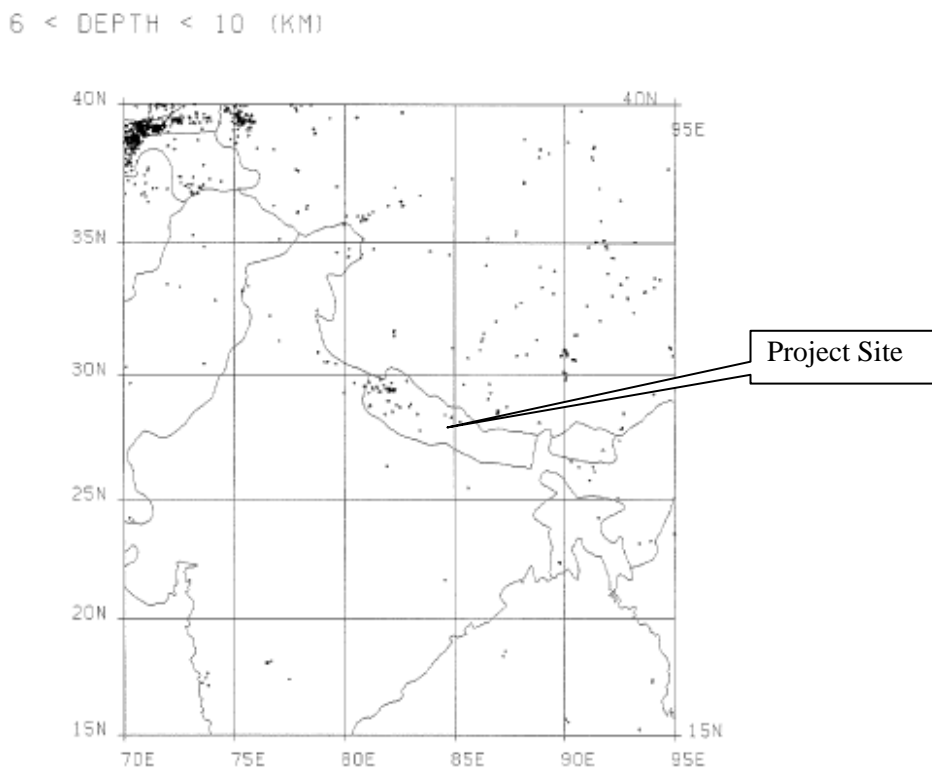 6 < DEPTH < 10 (KM)
40N
40N
95E
35N
Project Site
30N
25N
20N
15N
15N
70E
75E
80E
85E
90E
95E